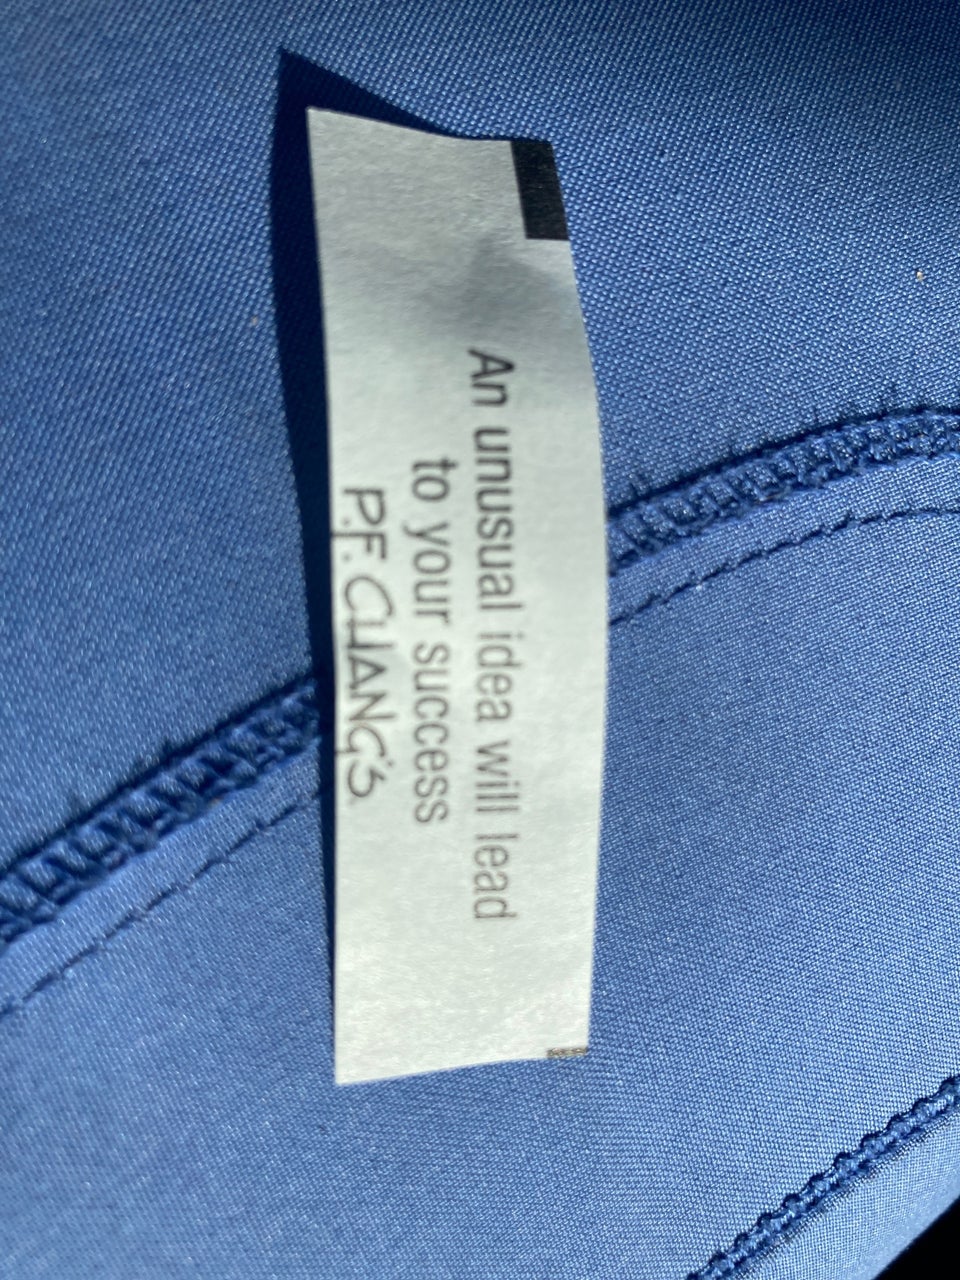 An unusual idea will lead
to your success
P.F. CHANG'S